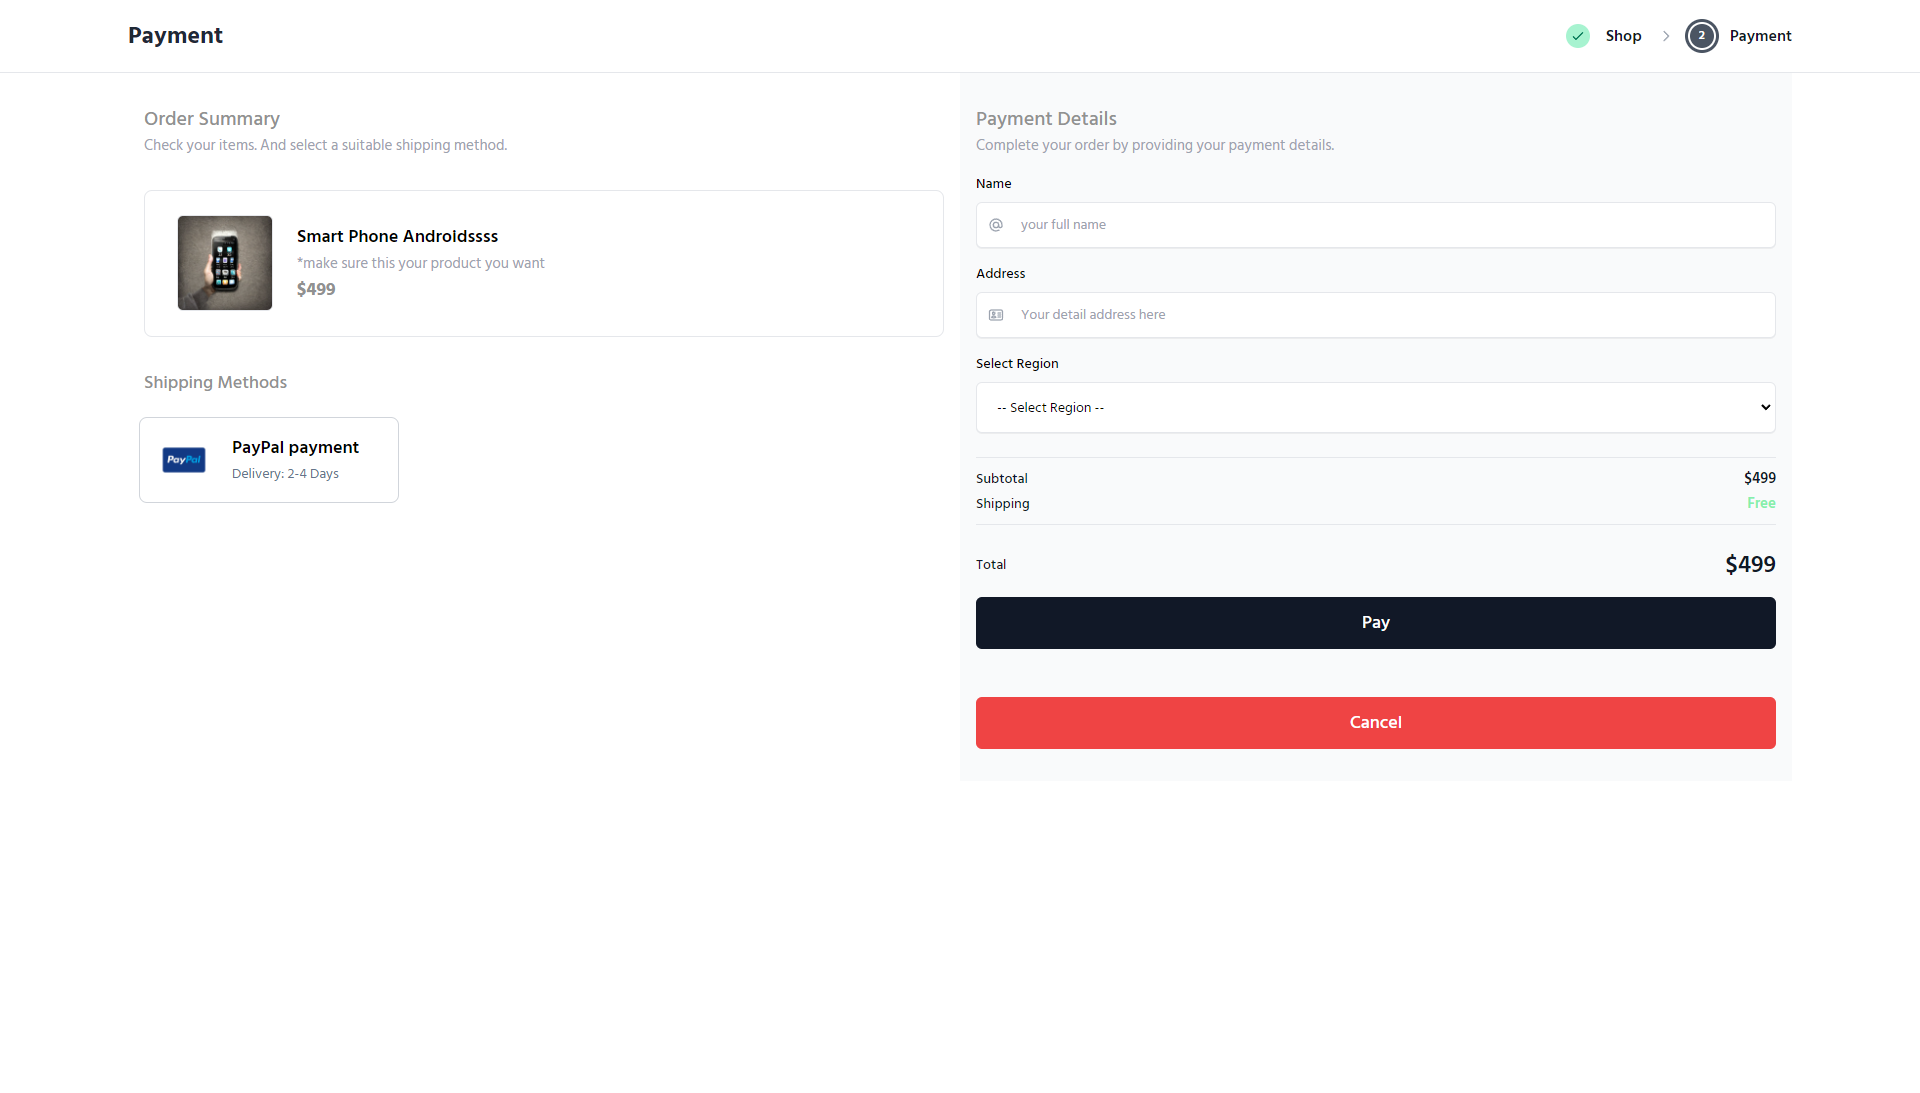 Payment
Shop
2
Payment
Order Summary
Check your items. And select a suitable shipping method.
Smart Phone Androidssss
*make sure this your product you want
$499
Shipping Methods
PayPal
PayPal payment
Delivery: 2-4 Days
Payment Details
Complete your order by providing your payment details.
Name
@ your full name
Address
Your detail address here
Select Region
-- Select Region --
Subtotal $499
Shipping Free
Total $499
Pay
Cancel